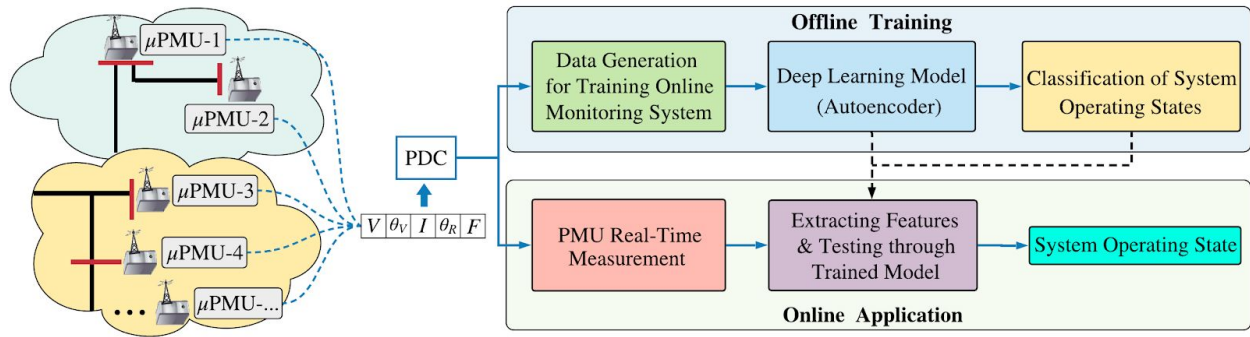 μPMU-1
μPMU-2
μPMU-3
μPMU-4
μPMU-...
V θV I θR F
PDC
Offline Training
Data Generation
for Training Online
Monitoring System
Deep Learning Model
(Autoencoder)
Classification of System
Operating States
PMU Real-Time
Measurement
Extracting Features
& Testing through
Trained Model
System Operating State
Online Application